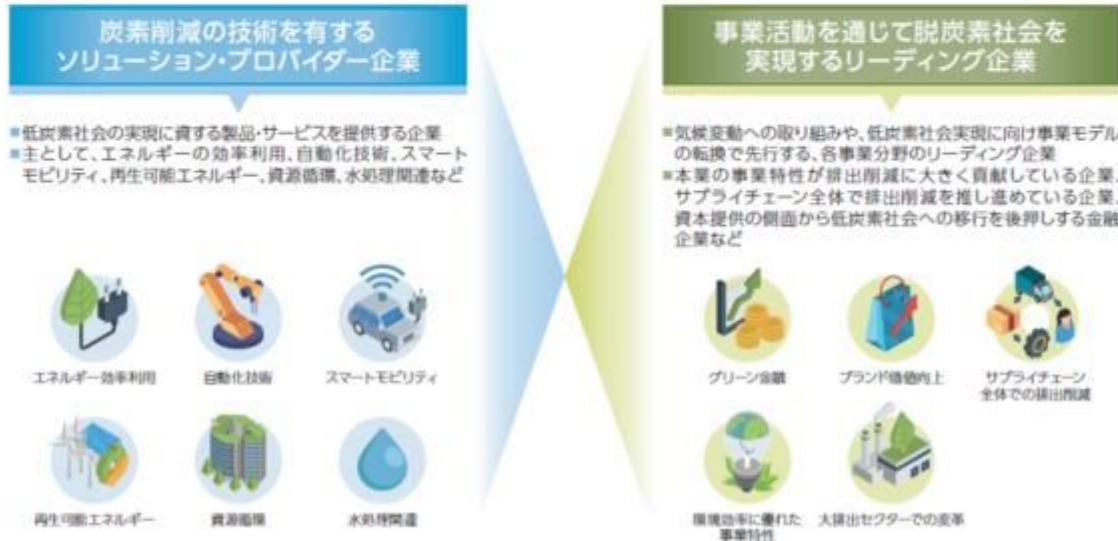 炭素削減の技術を有する
ソリューション・プロバイダー企業
■低炭素社会の実現に資する製品・サービスを提供する企業
■主として、エネルギーの効率利用、自動化技術、スマート
モビリティ、再生可能エネルギー、資源循環、水処理関連など
エネルギー効率利用
自動化技術
スマートモビリティ
再生可能エネルギー
資源循環
水処理関連
事業活動を通じて脱炭素社会を
実現するリーディング企業
■気候変動への取り組みや、低炭素社会実現に向け事業モデル
の転換で先行する、各事業分野のリーディング企業
■本業の事業特性が排出削減に大きく貢献している企業、
サプライチェーン全体で排出削減を推し進めている企業、
資本提供の側面から低炭素社会への移行を後押しする金融
企業など
グリーン金融
ブランド価値向上
サプライチェーン
全体での排出削減
環境効率に優れた
事業特性
大排出セクターでの変革